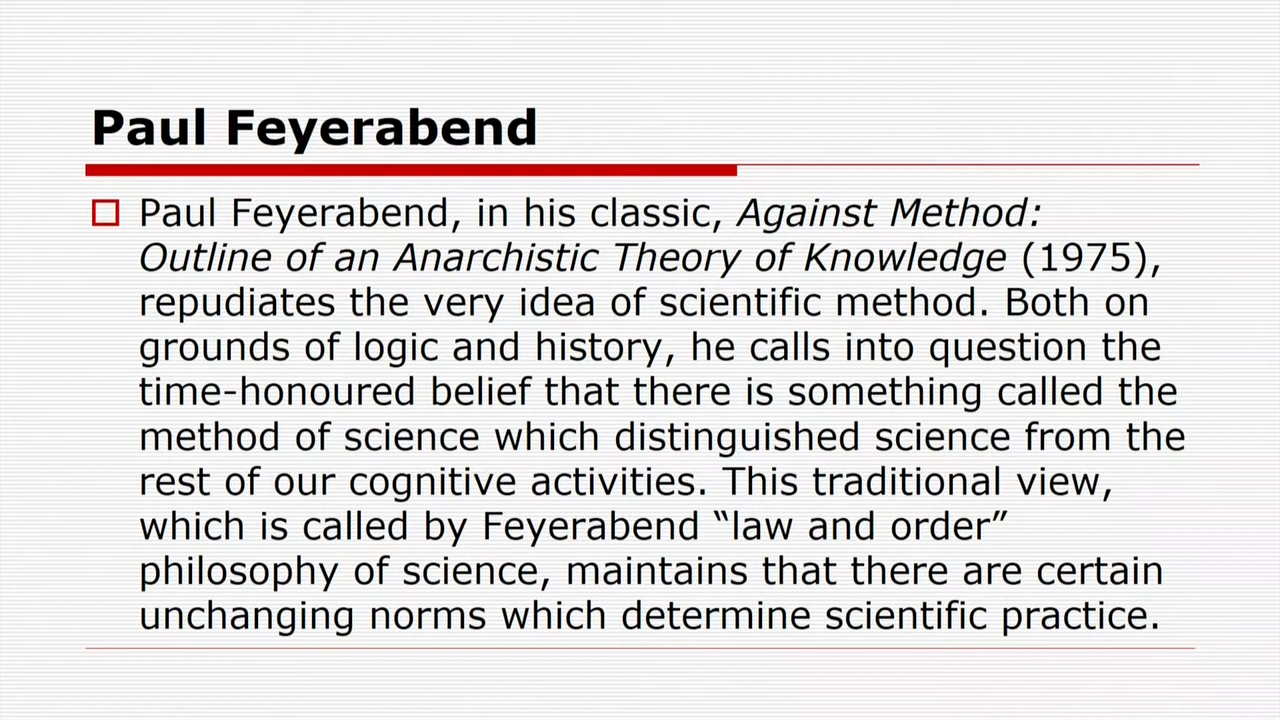 Paul Feyerabend
Paul Feyerabend, in his classic, Against Method:
Outline of an Anarchistic Theory of Knowledge (1975),
repudiates the very idea of scientific method. Both on
grounds of logic and history, he calls into question the
time-honoured belief that there is something called the
method of science which distinguished science from the
rest of our cognitive activities. This traditional view,
which is called by Feyerabend “law and order”
philosophy of science, maintains that there are certain
unchanging norms which determine scientific practice.